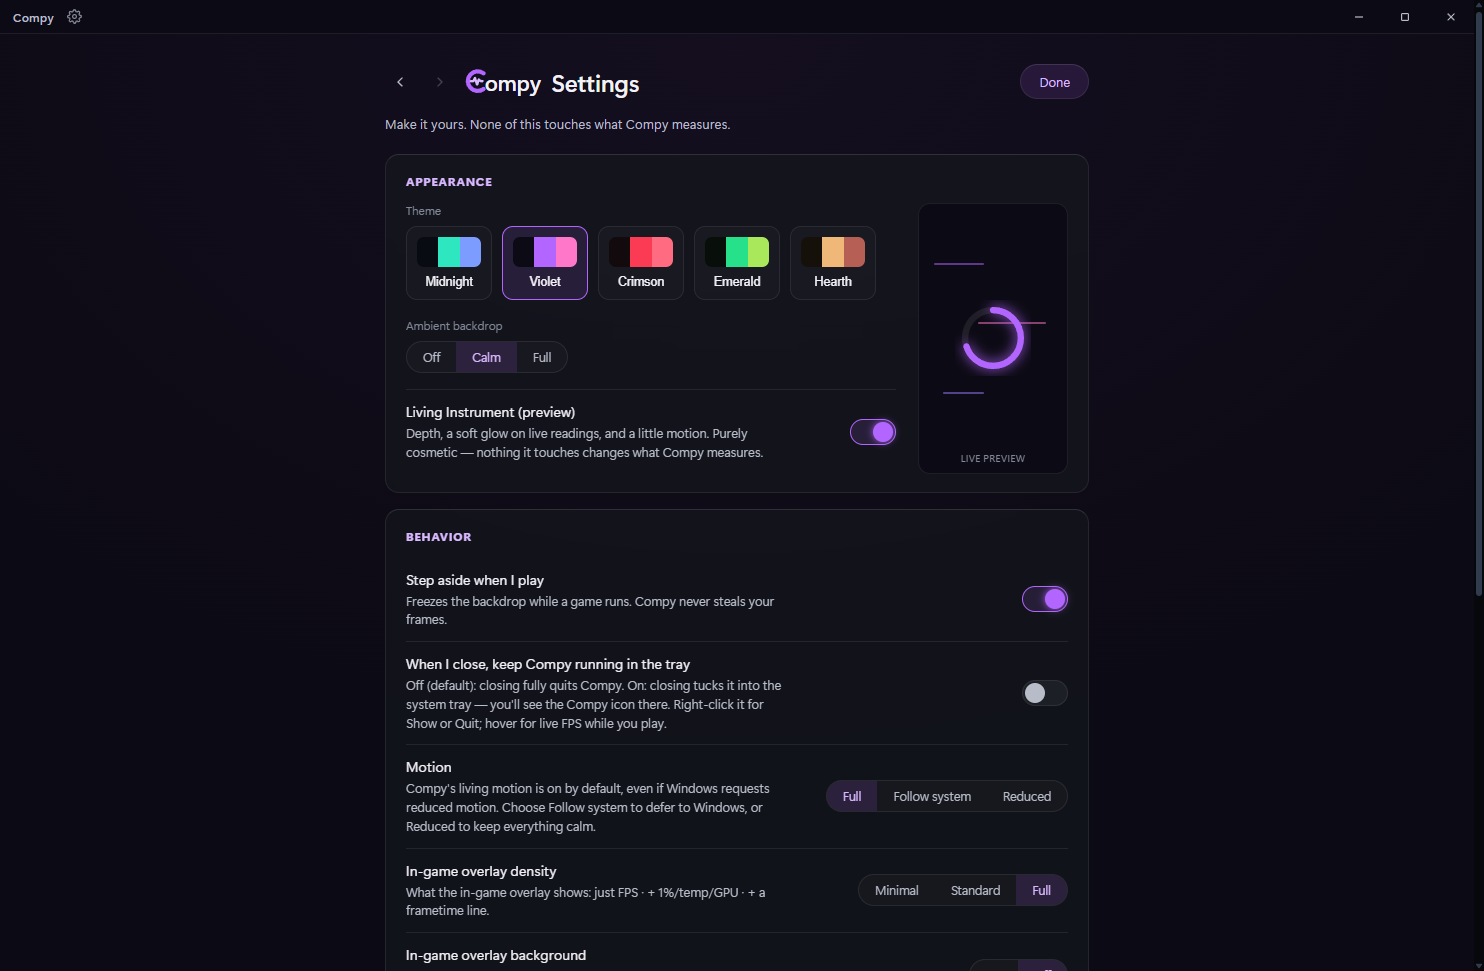 Compy
Compy Settings
Done
Make it yours. None of this touches what Compy measures.
APPEARANCE
Theme
Midnight
Violet
Crimson
Emerald
Hearth
Ambient backdrop
Off
Calm
Full
Living Instrument (preview)
Depth, a soft glow on live readings, and a little motion. Purely
cosmetic — nothing it touches changes what Compy measures.
LIVE PREVIEW
BEHAVIOR
Step aside when I play
Freezes the backdrop while a game runs. Compy never steals your
frames.
When I close, keep Compy running in the tray
Off (default): closing fully quits Compy. On: closing tucks it into the
system tray — you'll see the Compy icon there. Right-click it for
Show or Quit; hover for live FPS while you play.
Motion
Compy's living motion is on by default, even if Windows requests
reduced motion. Choose Follow system to defer to Windows, or
Reduced to keep everything calm.
Full
Follow system
Reduced
In-game overlay density
What the in-game overlay shows: just FPS · + 1%/temp/GPU · + a
frametime line.
Minimal
Standard
Full
In-game overlay background